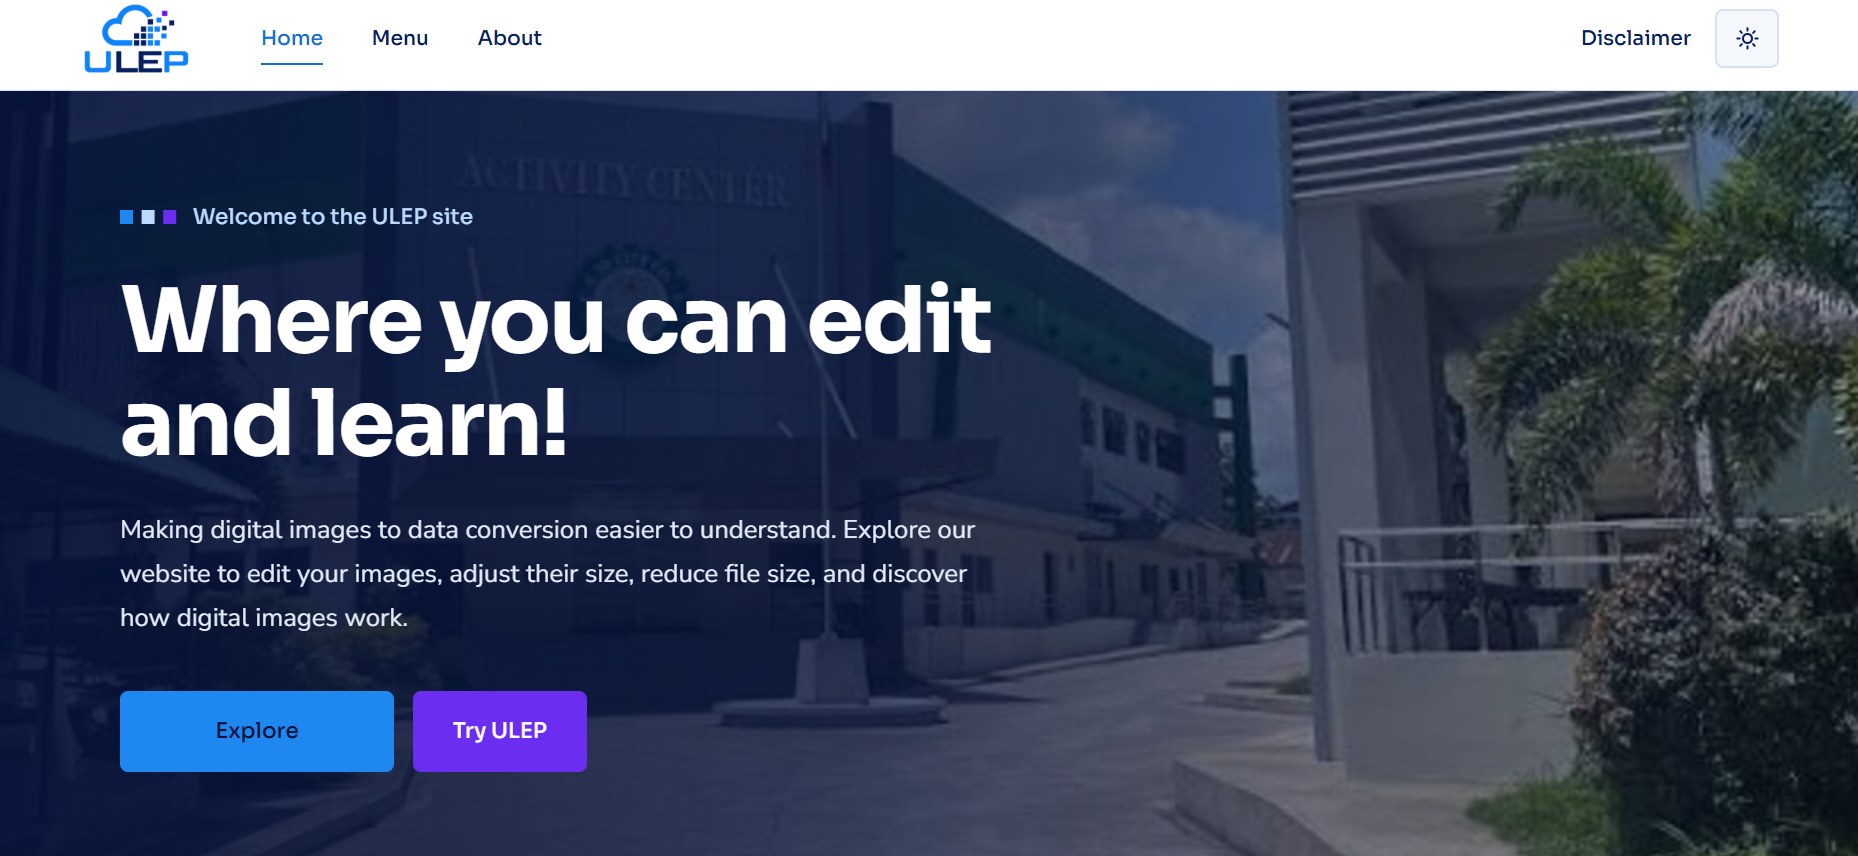 ULEP
Home
Menu
About
Disclaimer
ACTIVITY CENTER
Welcome to the ULEP site
Where you can edit
and learn!
Making digital images to data conversion easier to understand. Explore our
website to edit your images, adjust their size, reduce file size, and discover
how digital images work.
Explore
Try ULEP